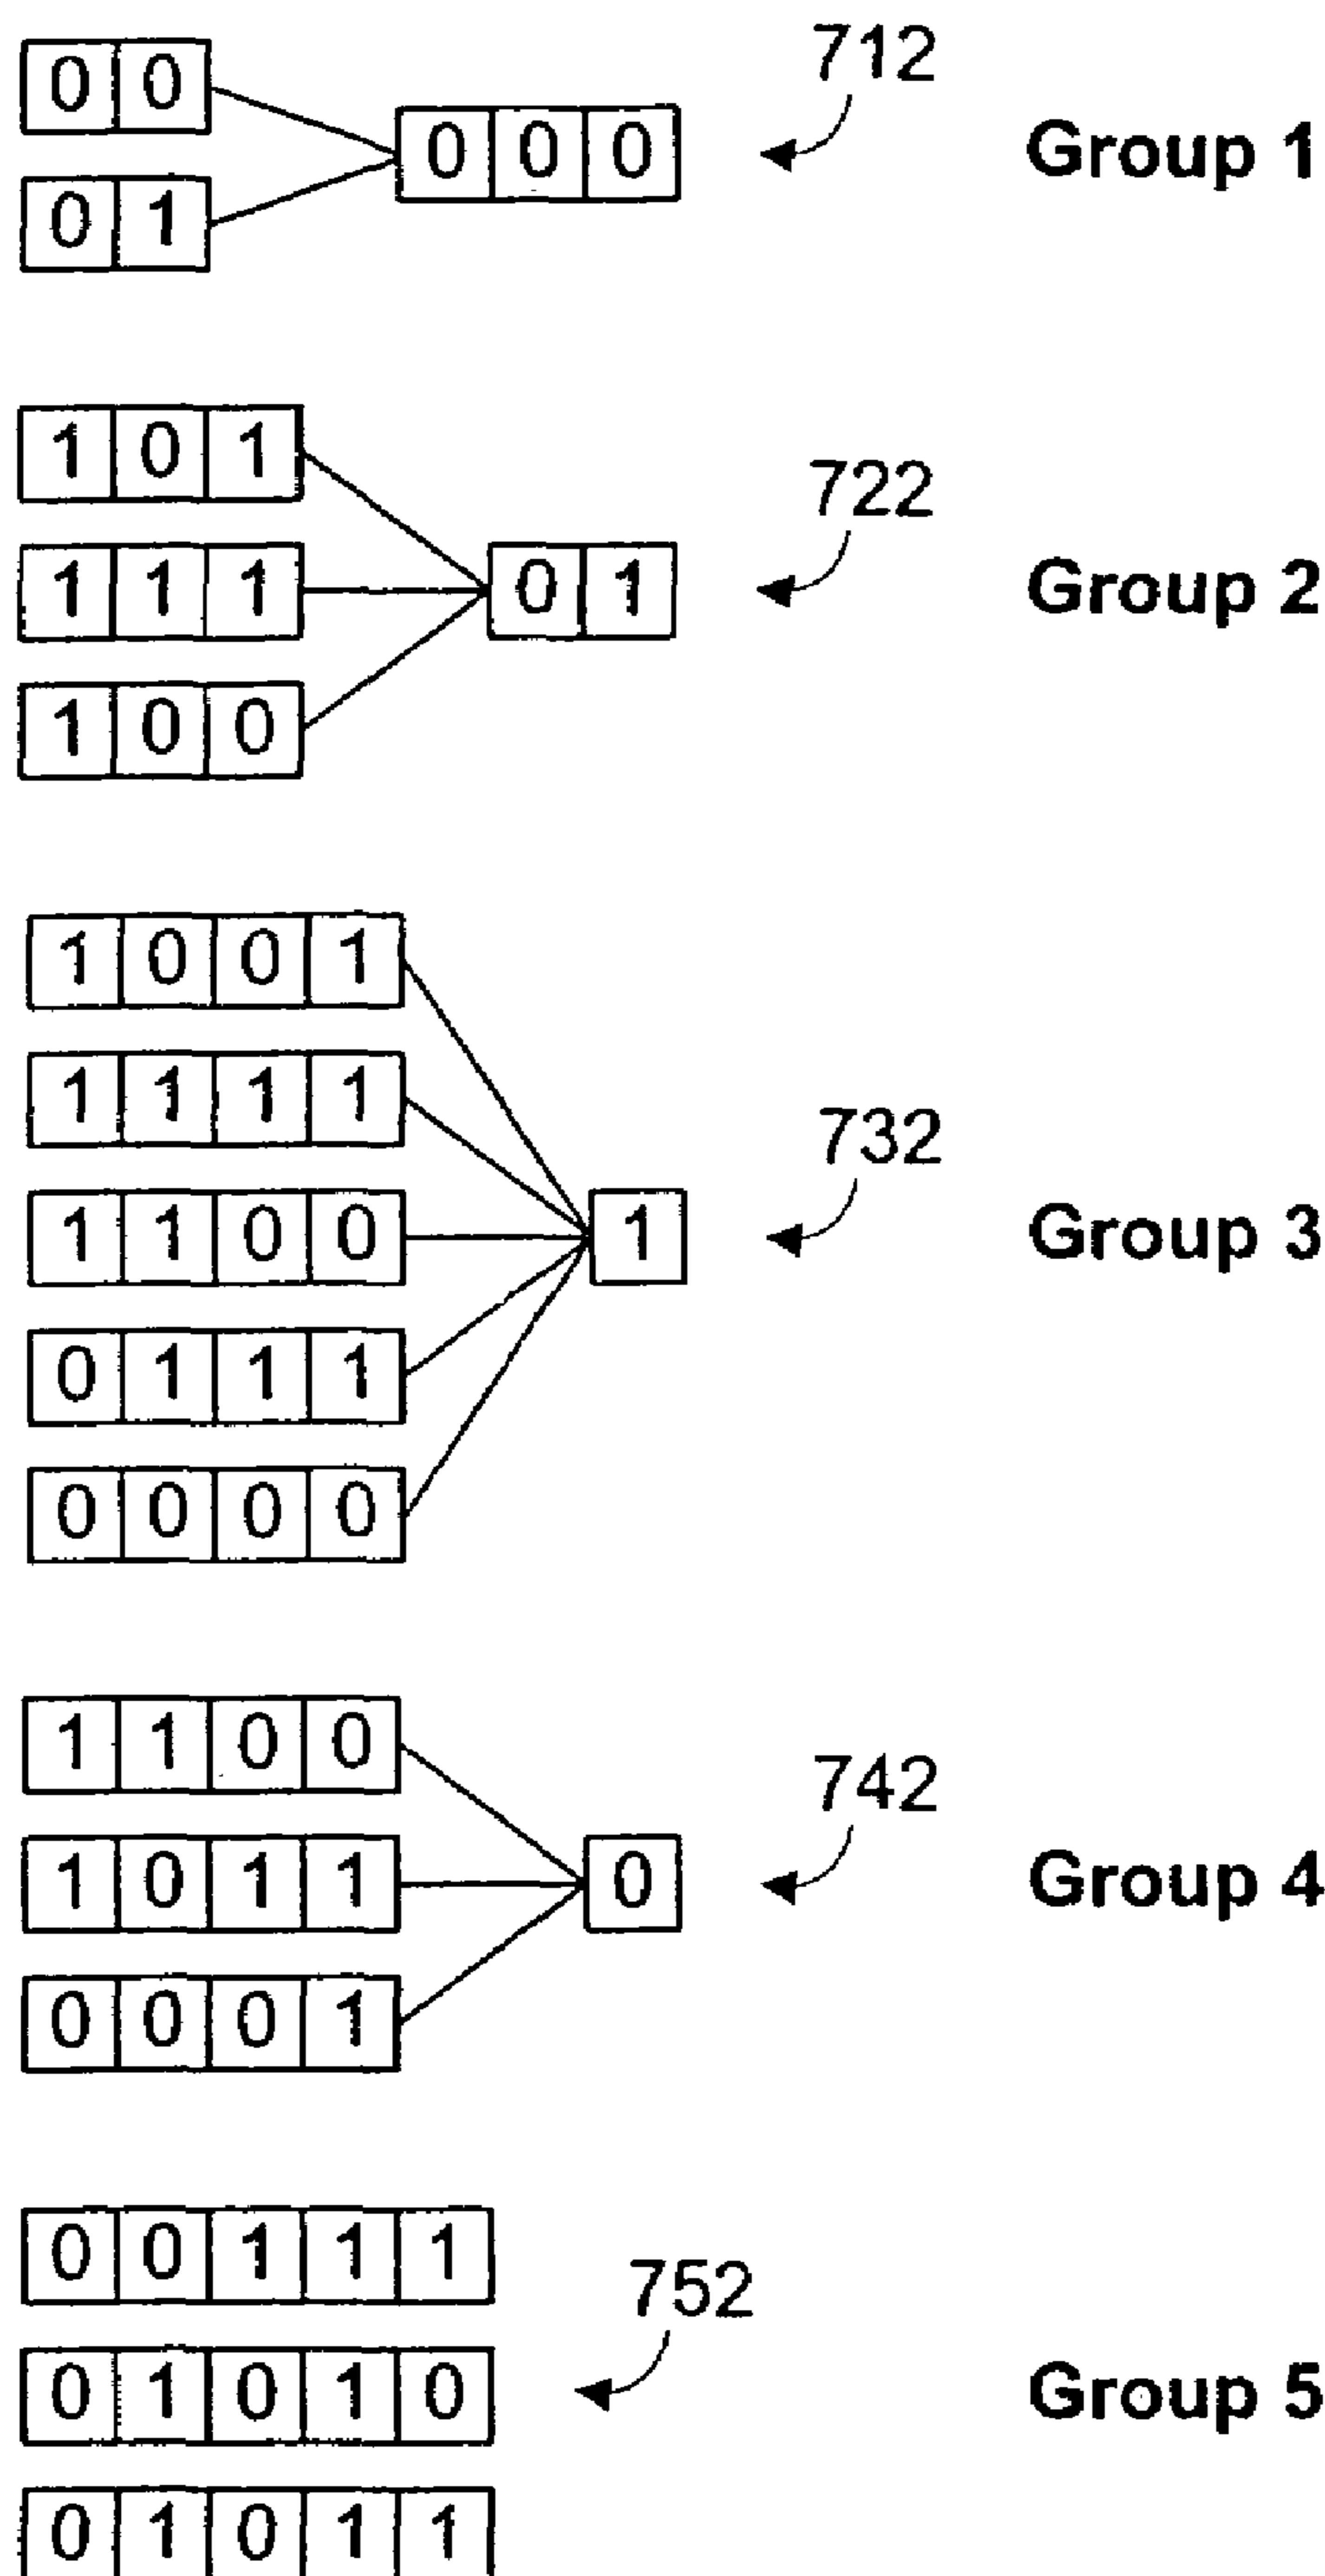 712
0 0
0 0 0 Group 1
0 1
1 0 1
722
1 1 1 0 1 Group 2
1 0 0
1 0 0 1
1 1 1 1
732
1 1 0 0 1 Group 3
0 1 1 1
0 0 0 0
1 1 0 0
742
1 0 1 1 0 Group 4
0 0 0 1
0 0 1 1 1
752
0 1 0 1 0 Group 5
0 1 0 1 1